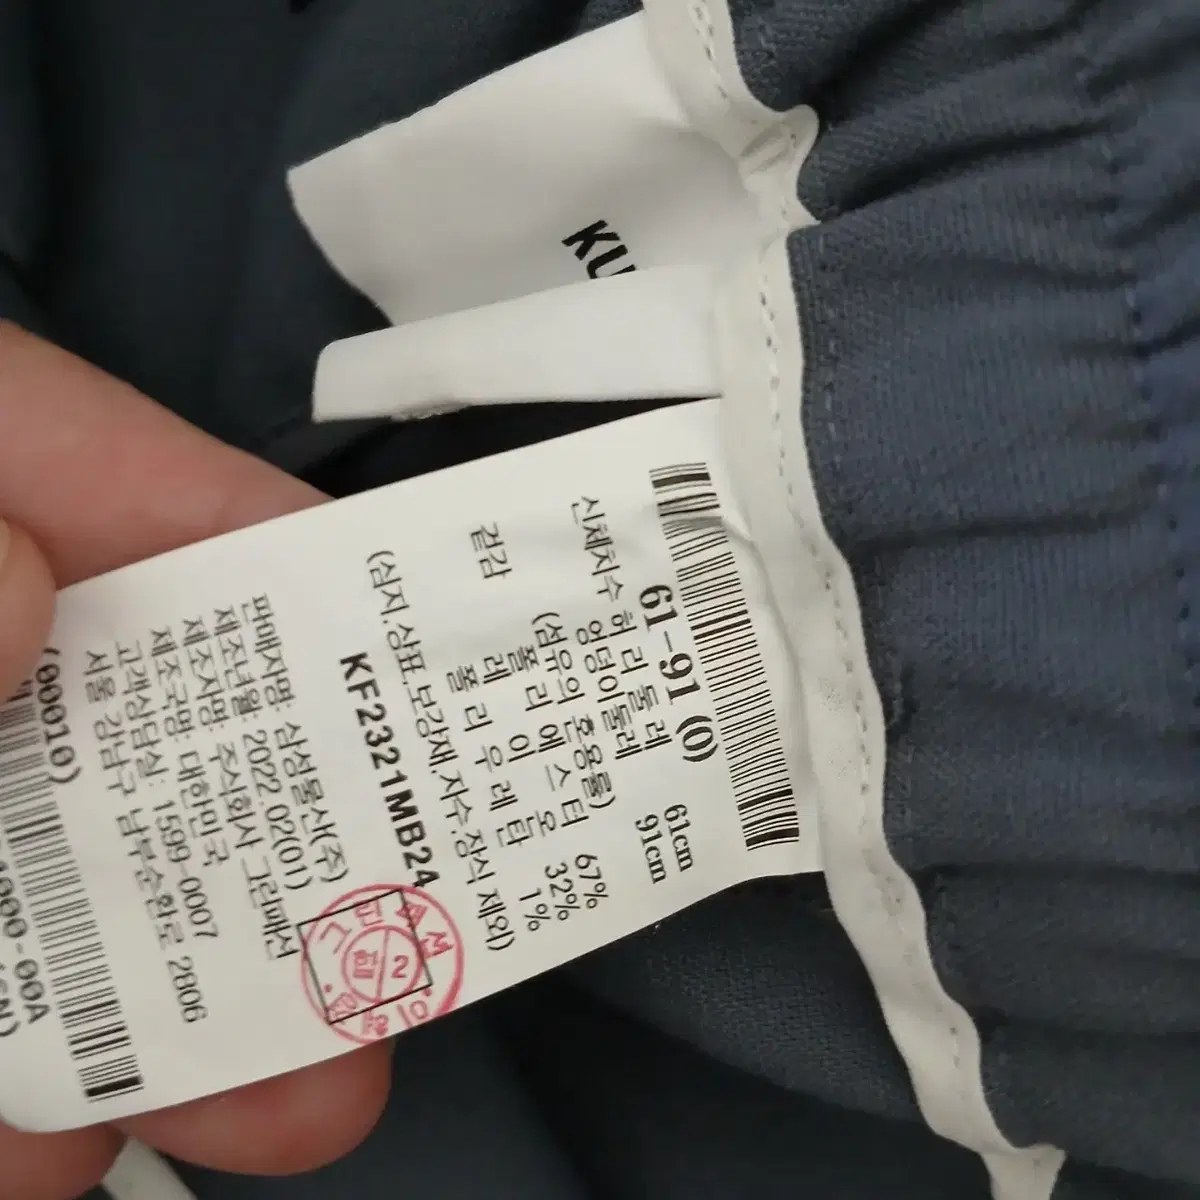 KU
61-91 (0)
신체치수 허리둘레 61cm
엉덩이둘레 91cm
(섬유의 혼용률)
겉감 폴리에스터 67%
레이온 32%
폴리우레탄 1%
(심지.상표.보강재.자수.장식 제외)
KF2321MB24
판매자명: 삼성물산(주)
제조년월: 2022.02(01)
제조자명: 주식회사 그린패션
제조국명: 대한민국
고객상담실: 1599-0007
서울 강남구 남부순환로 2806
(00010)